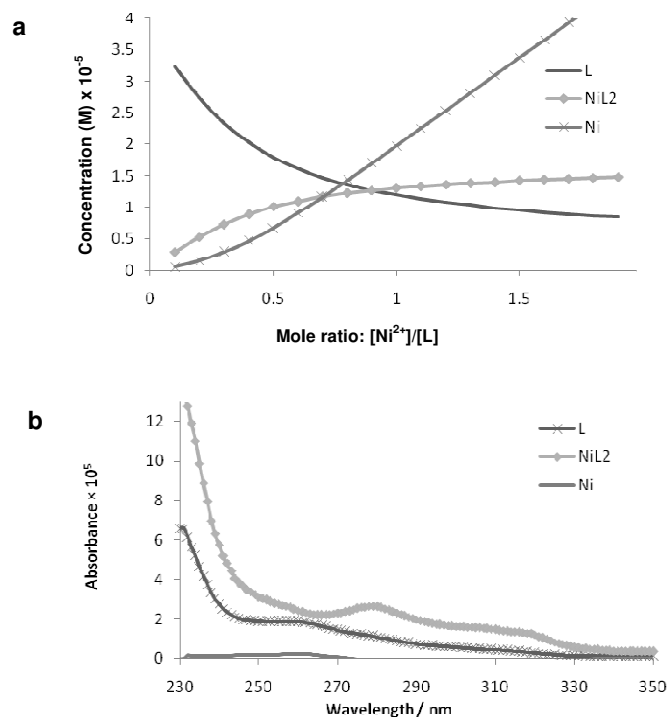 a
Concentration (M) x 10⁻⁵
4
3.5
3
2.5
2
1.5
1
0.5
0
0
0.5
1
1.5
L
NiL2
Ni
Mole ratio: [Ni²⁺]/[L]
b
Absorbance × 10⁵
12
10
8
6
4
2
0
230
250
270
290
310
330
350
L
NiL2
Ni
Wavelength/ nm